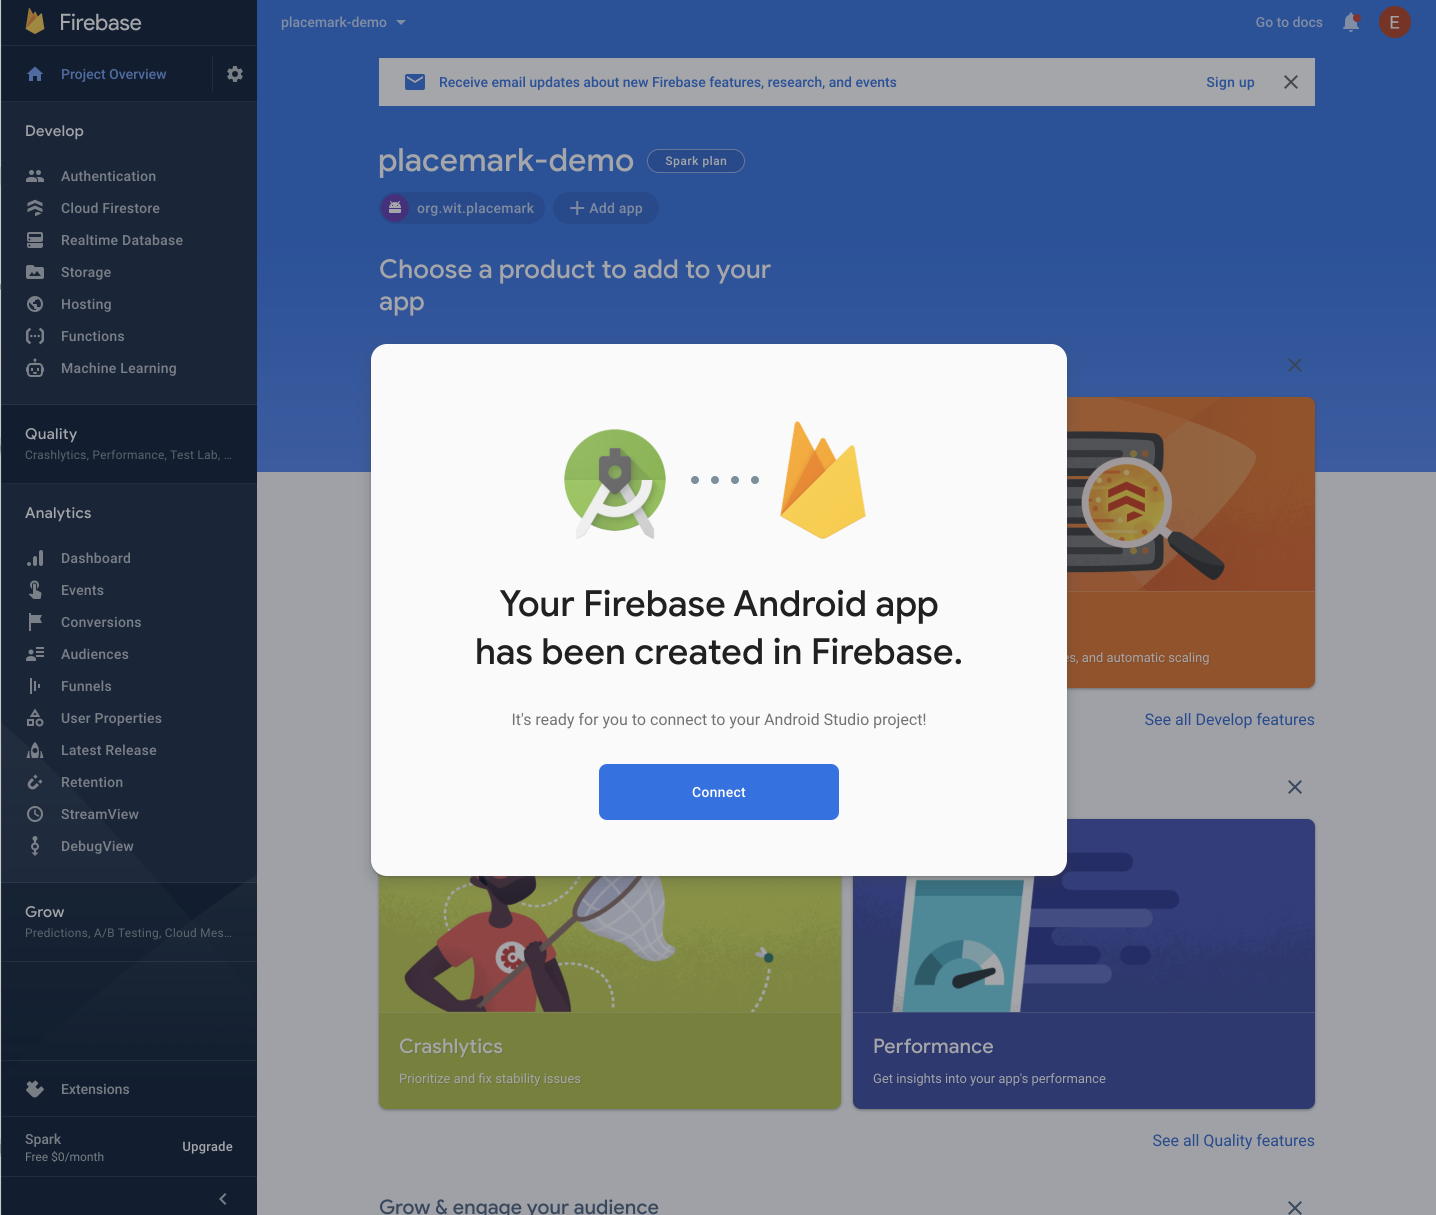 Firebase
placemark-demo
Go to docs
E
Project Overview
Receive email updates about new Firebase features, research, and events
Sign up
Develop
Authentication
Cloud Firestore
Realtime Database
Storage
Hosting
Functions
Machine Learning
Quality
Crashlytics, Performance, Test Lab, ...
Analytics
Dashboard
Events
Conversions
Audiences
Funnels
User Properties
Latest Release
Retention
StreamView
DebugView
Grow
Predictions, A/B Testing, Cloud Mes...
Extensions
Spark
Free $0/month
Upgrade
placemark-demo
Spark plan
org.wit.placemark
Add app
Choose a product to add to your
app
Your Firebase Android app
has been created in Firebase.
It's ready for you to connect to your Android Studio project!
Connect
and automatic scaling
See all Develop features
Crashlytics
Prioritize and fix stability issues
Performance
Get insights into your app's performance
See all Quality features
Grow & engage your audience